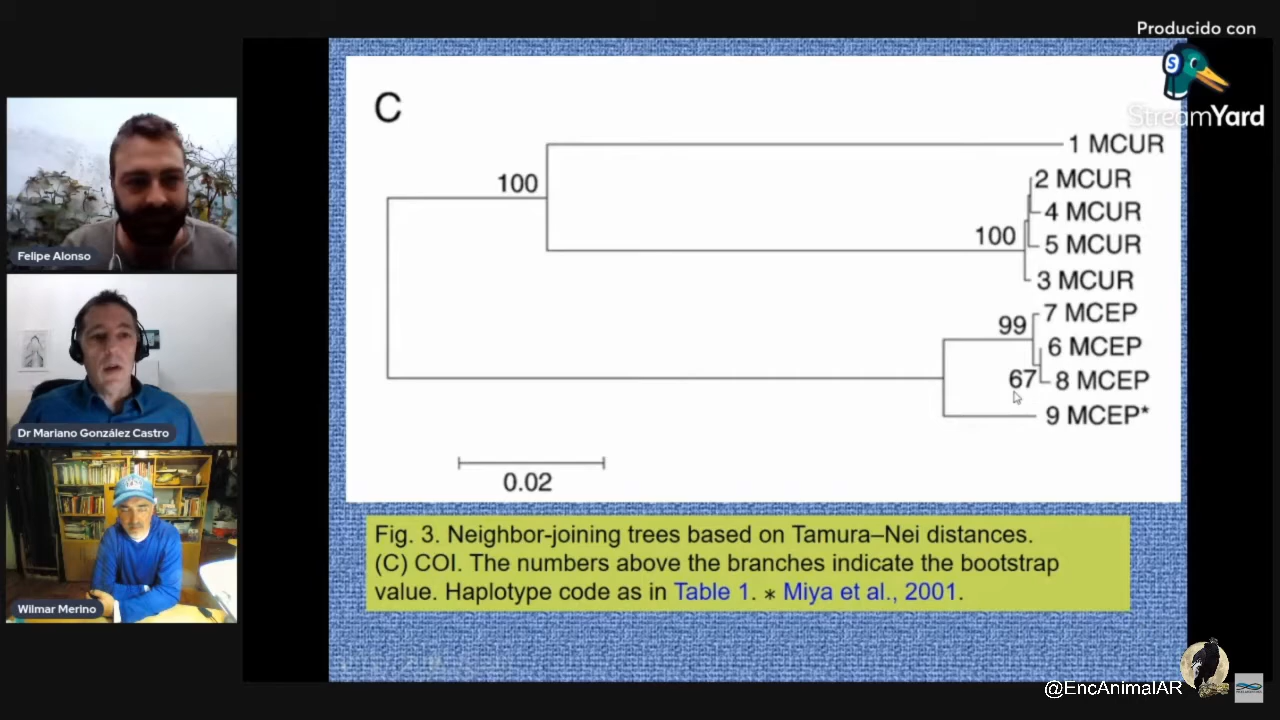 Producido con
StreamYard
C
1 MCUR
100
2 MCUR
4 MCUR
100
5 MCUR
3 MCUR
7 MCEP
99
6 MCEP
67
8 MCEP
9 MCEP*
0.02
Felipe Alonso
Dr Mariano González Castro
Wilmar Merino
Fig. 3. Neighbor-joining trees based on Tamura–Nei distances.
(C) COI. The numbers above the branches indicate the bootstrap
value. Haplotype code as in Table 1. ∗ Miya et al., 2001.
@EncAnimalAR